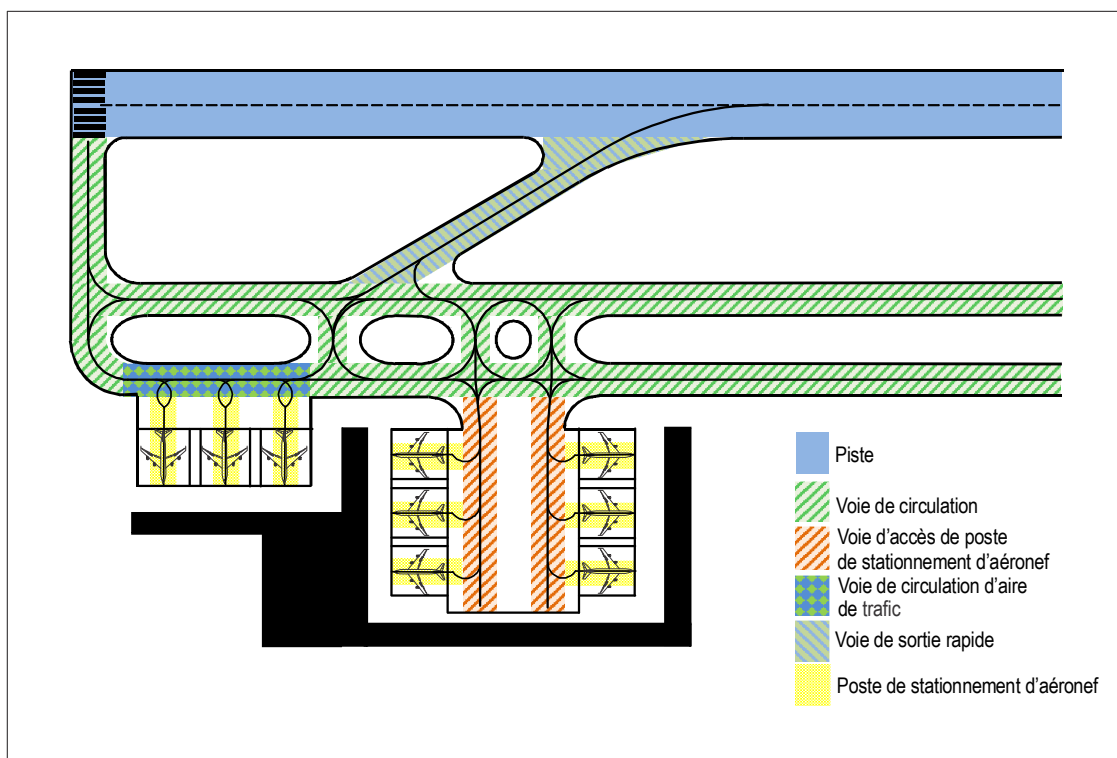 Piste
Voie de circulation
Voie d'accès de poste
de stationnement d'aéronef
Voie de circulation d'aire
de trafic
Voie de sortie rapide
Poste de stationnement d'aéronef